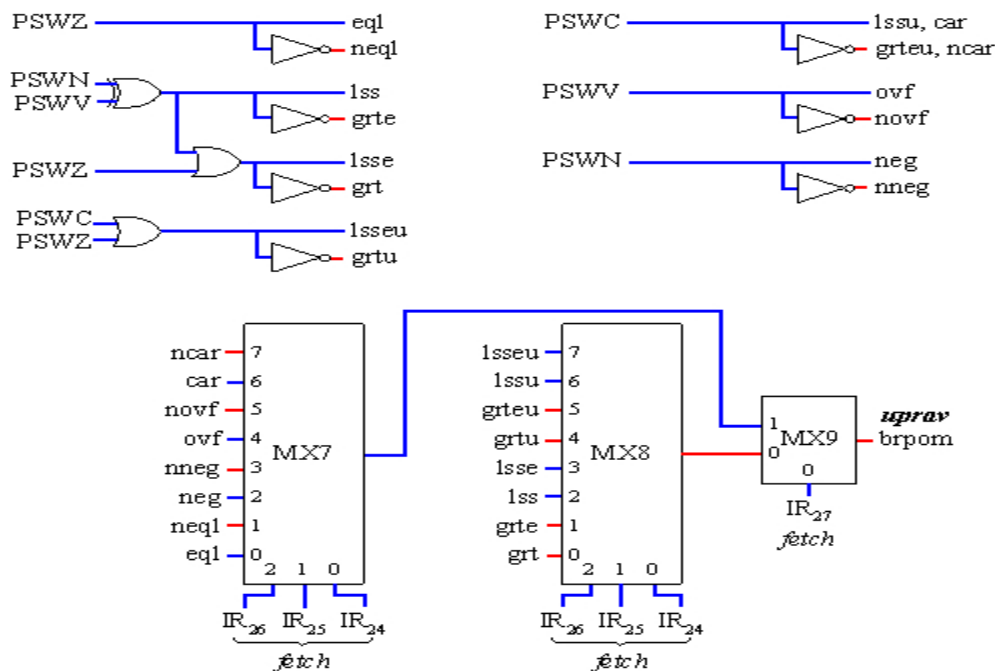 PSWZ eql
neql
PSWN
PSWV
lss
grte
PSWZ
lsse
grt
PSWC
PSWZ
lsseu
grtu
PSWC lssu, car
grteu, ncar
PSWV ovf
novf
PSWN neg
nneg
ncar 7
car 6
novf 5
ovf 4
nneg 3
neg 2
neql 1
eql 0
MX7
2 1 0
IR26 IR25 IR24
fetch
lsseu 7
lssu 6
grteu 5
grtu 4
lsse 3
lss 2
grte 1
grt 0
MX8
2 1 0
IR26 IR25 IR24
fetch
1
MX9
0
0
IR27
fetch
uprav
brpom